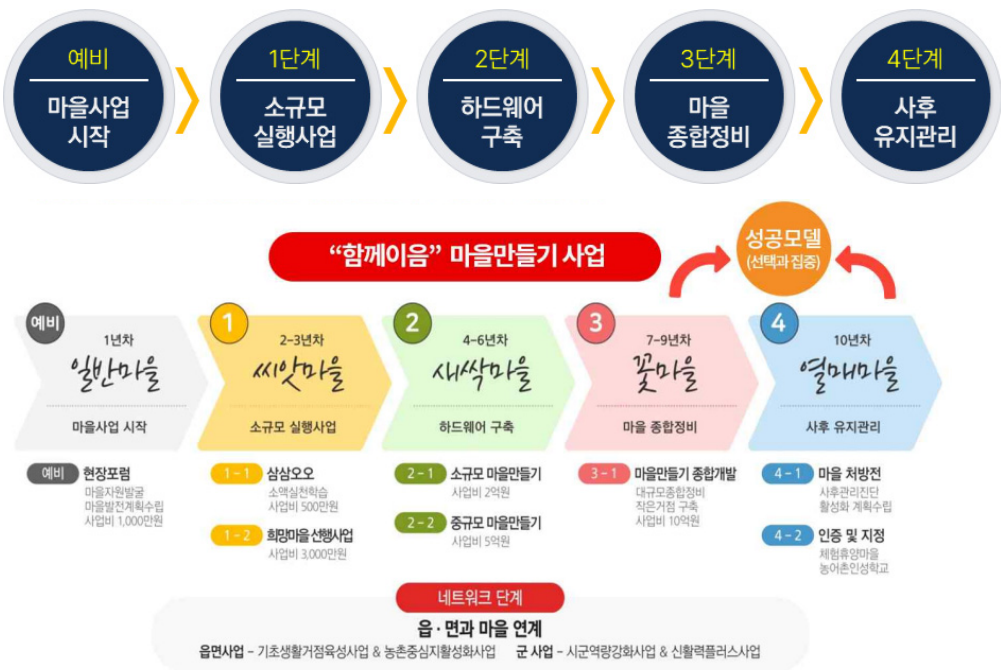 예비
마을사업
시작
1단계
소규모
실행사업
2단계
하드웨어
구축
3단계
마을
종합정비
4단계
사후
유지관리
“함께이음” 마을만들기 사업
성공모델
(선택과 집중)
예비
1년차
일반마을
마을사업 시작
1
2-3년차
씨앗마을
소규모 실행사업
2
4-6년차
새싹마을
하드웨어 구축
3
7-9년차
꽃마을
마을 종합정비
4
10년차
열매마을
사후 유지관리
예비 현장포럼
마을자원발굴
마을발전계획수립
사업비 1,000만원
1-1 삼삼오오
소액실천학습
사업비 500만원
1-2 희망마을 선행사업
사업비 3,000만원
2-1 소규모 마을만들기
사업비 2억원
2-2 중규모 마을만들기
사업비 5억원
3-1 마을만들기 종합개발
대규모종합정비
작은거점 구축
사업비 10억원
4-1 마을 처방전
사후관리진단
활성화 계획수립
4-2 인증 및 지정
체험휴양마을
농어촌인성학교
네트워크 단계
읍·면과 마을 연계
읍면사업 - 기초생활거점육성사업 & 농촌중심지활성화사업 군 사업 - 시군역량강화사업 & 신활력플러스사업